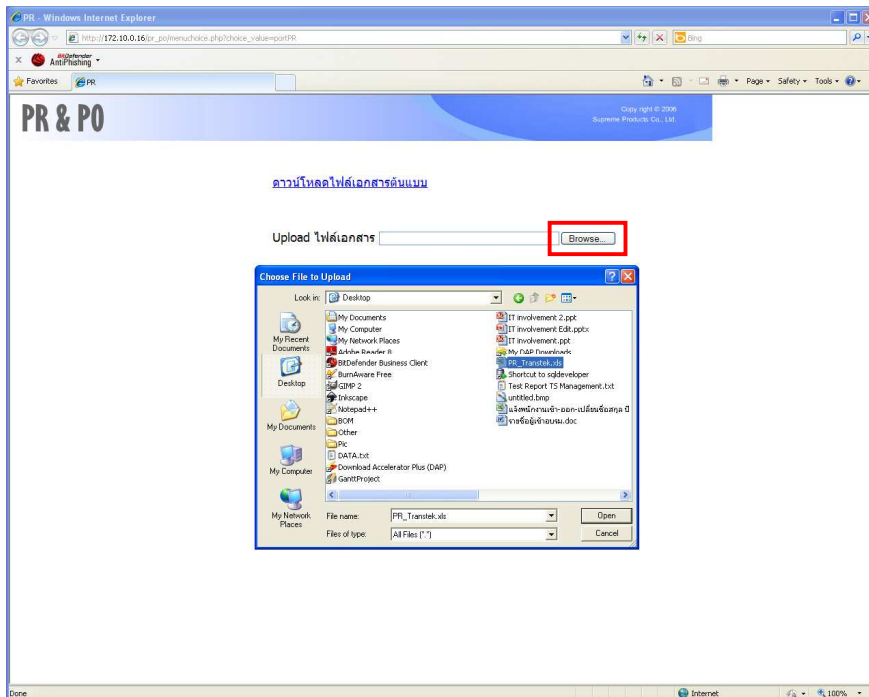 PR - Windows Internet Explorer
http://172.10.0.16/pr_po/menuchoice.php?choice_value=portPR
Bing
x BitDefender AntiPhishing
Favorites PR Page Safety Tools
PR & PO
Copy right © 2006
Supreme Products Co., Ltd.
ดาวน์โหลดไฟล์เอกสารต้นแบบ
Upload ไฟล์เอกสาร Browse...
Choose File to Upload
Look in: Desktop
My Recent Documents
Desktop
My Documents
My Computer
My Network Places
My Documents
My Computer
My Network Places
Adobe Reader 8
BitDefender Business Client
BurnAware Free
GIMP 2
Inkscape
Notepad++
BOM
Other
Pic
DATA.txt
Download Accelerator Plus (DAP)
GanttProject
IT involvement 2.ppt
IT involvement Edit.pptx
IT involvement.ppt
My DAP Downloads
PR_Transtek.xls
Shortcut to sqldeveloper
Test Report TS Management.txt
untitled.bmp
แจ้งพนักงานเข้า-ออก-เปลี่ยนชื่อสกุล ปี
รายชื่อผู้เข้าอบรม.doc
File name: PR_Transtek.xls Open
Files of type: All Files (*.*) Cancel
Done Internet 100%